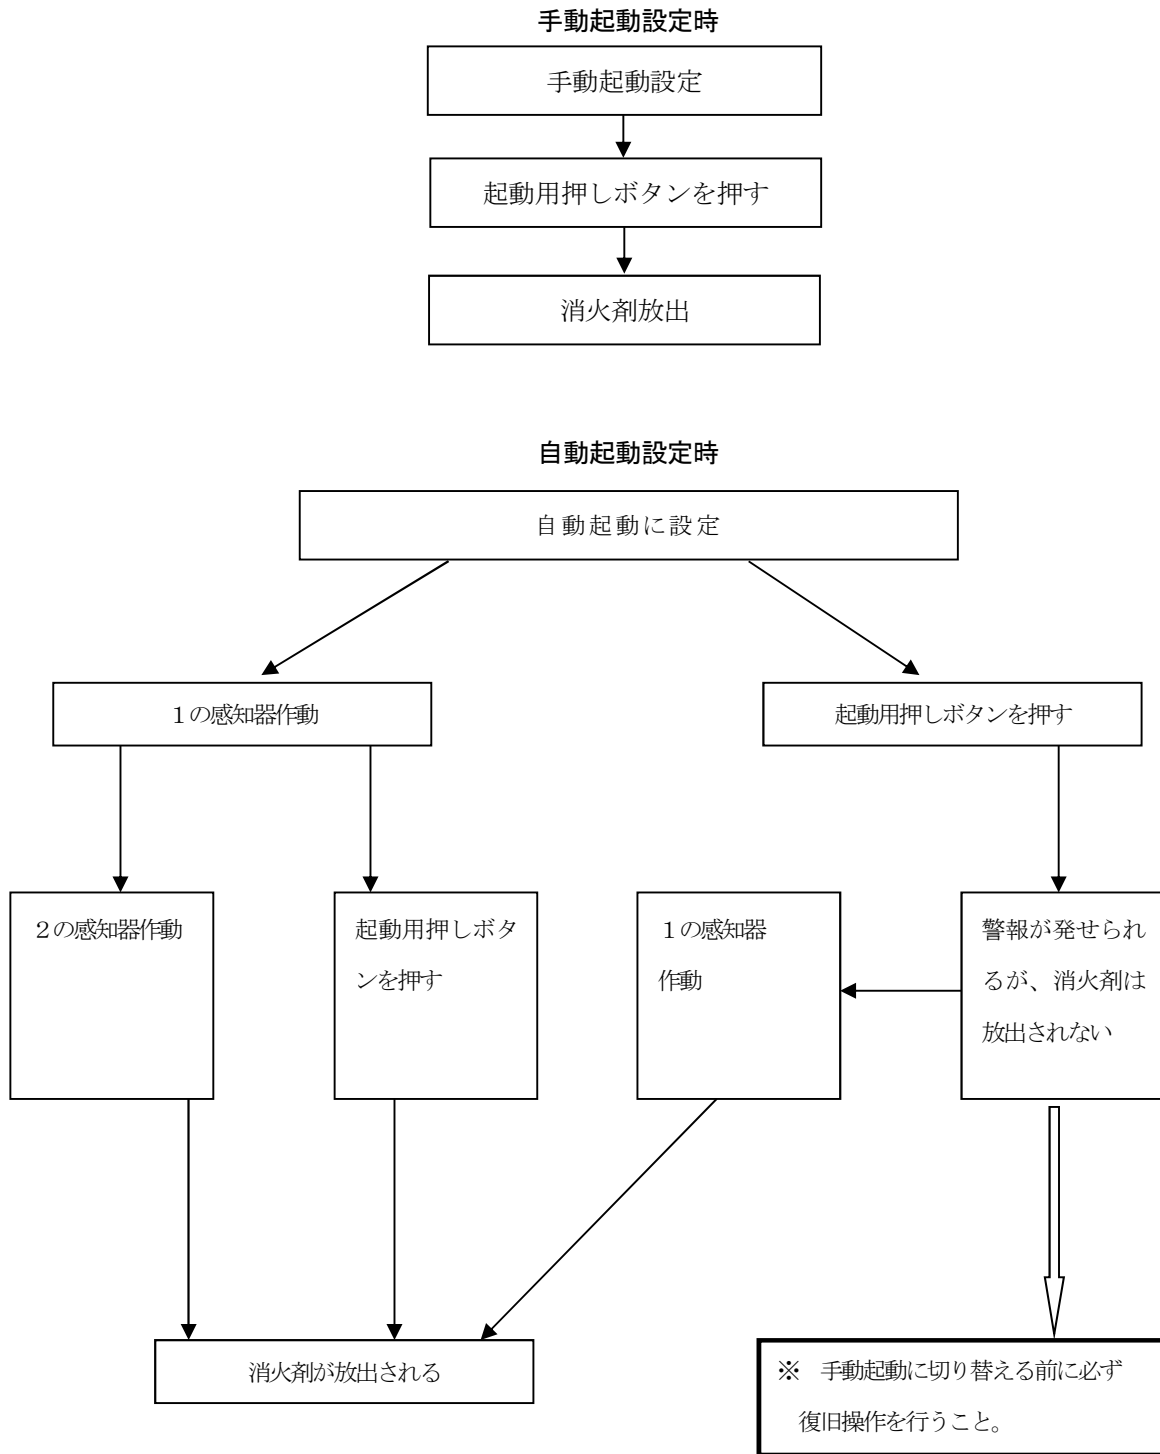 手動起動設定時
手動起動設定
起動用押しボタンを押す
消火剤放出
自動起動設定時
自動起動に設定
１の感知器作動
起動用押しボタンを押す
２の感知器作動
起動用押しボタ
ンを押す
１の感知器
作動
警報が発せられ
るが、消火剤は
放出されない
消火剤が放出される
※　手動起動に切り替える前に必ず
復旧操作を行うこと。